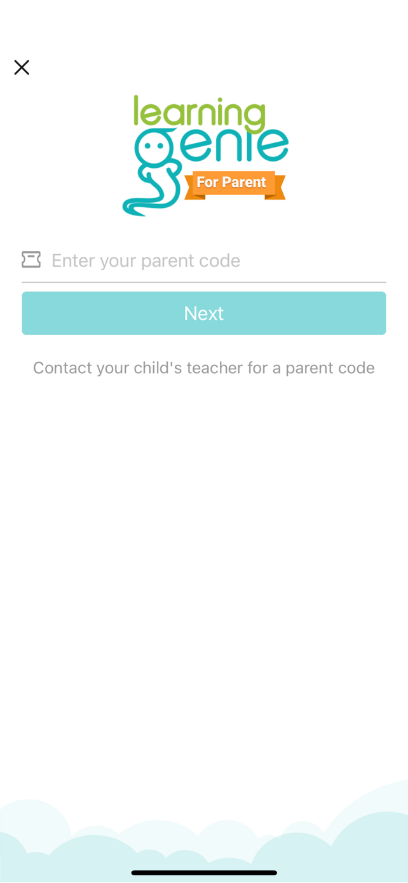 learning
genie
For Parent
Enter your parent code
Next
Contact your child's teacher for a parent code